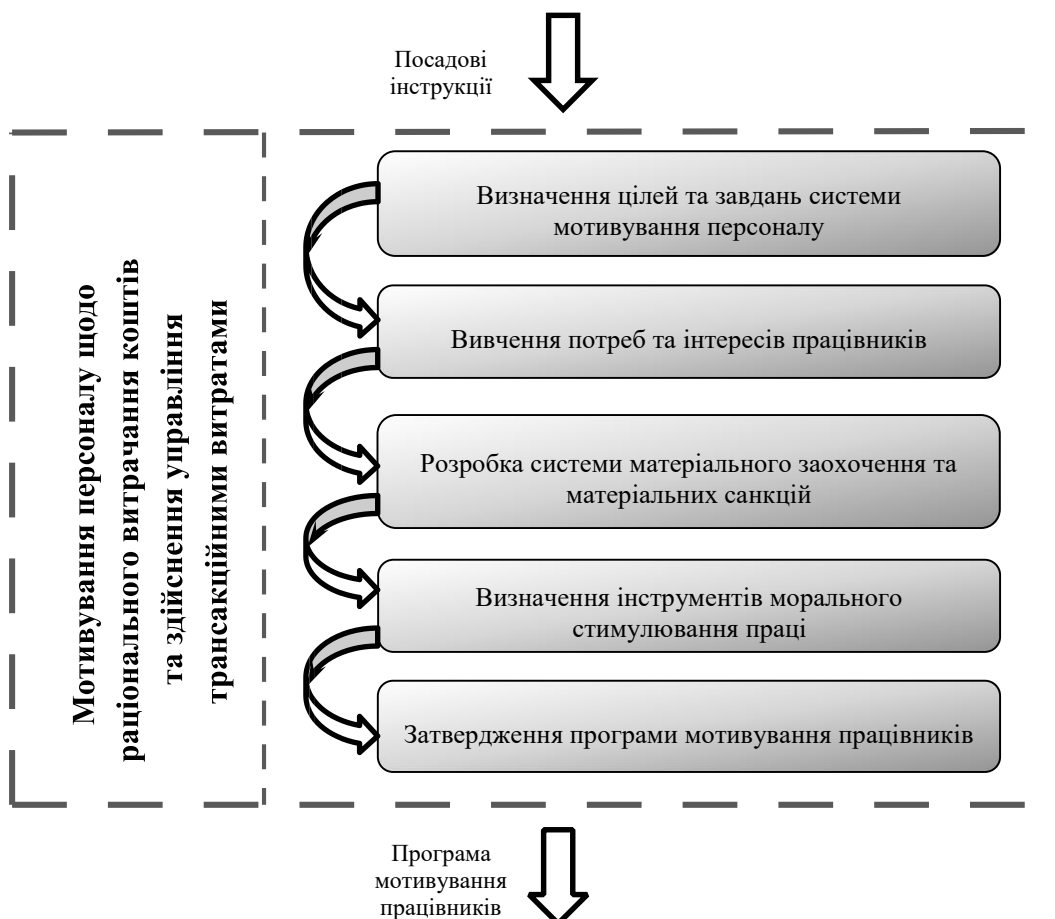 Посадові
інструкції
Мотивування персоналу щодо
раціонального витрачання коштів
та здійснення управління
трансакційними витратами
Визначення цілей та завдань системи
мотивування персоналу
Вивчення потреб та інтересів працівників
Розробка системи матеріального заохочення та
матеріальних санкцій
Визначення інструментів морального
стимулювання праці
Затвердження програми мотивування працівників
Програма
мотивування
працівників